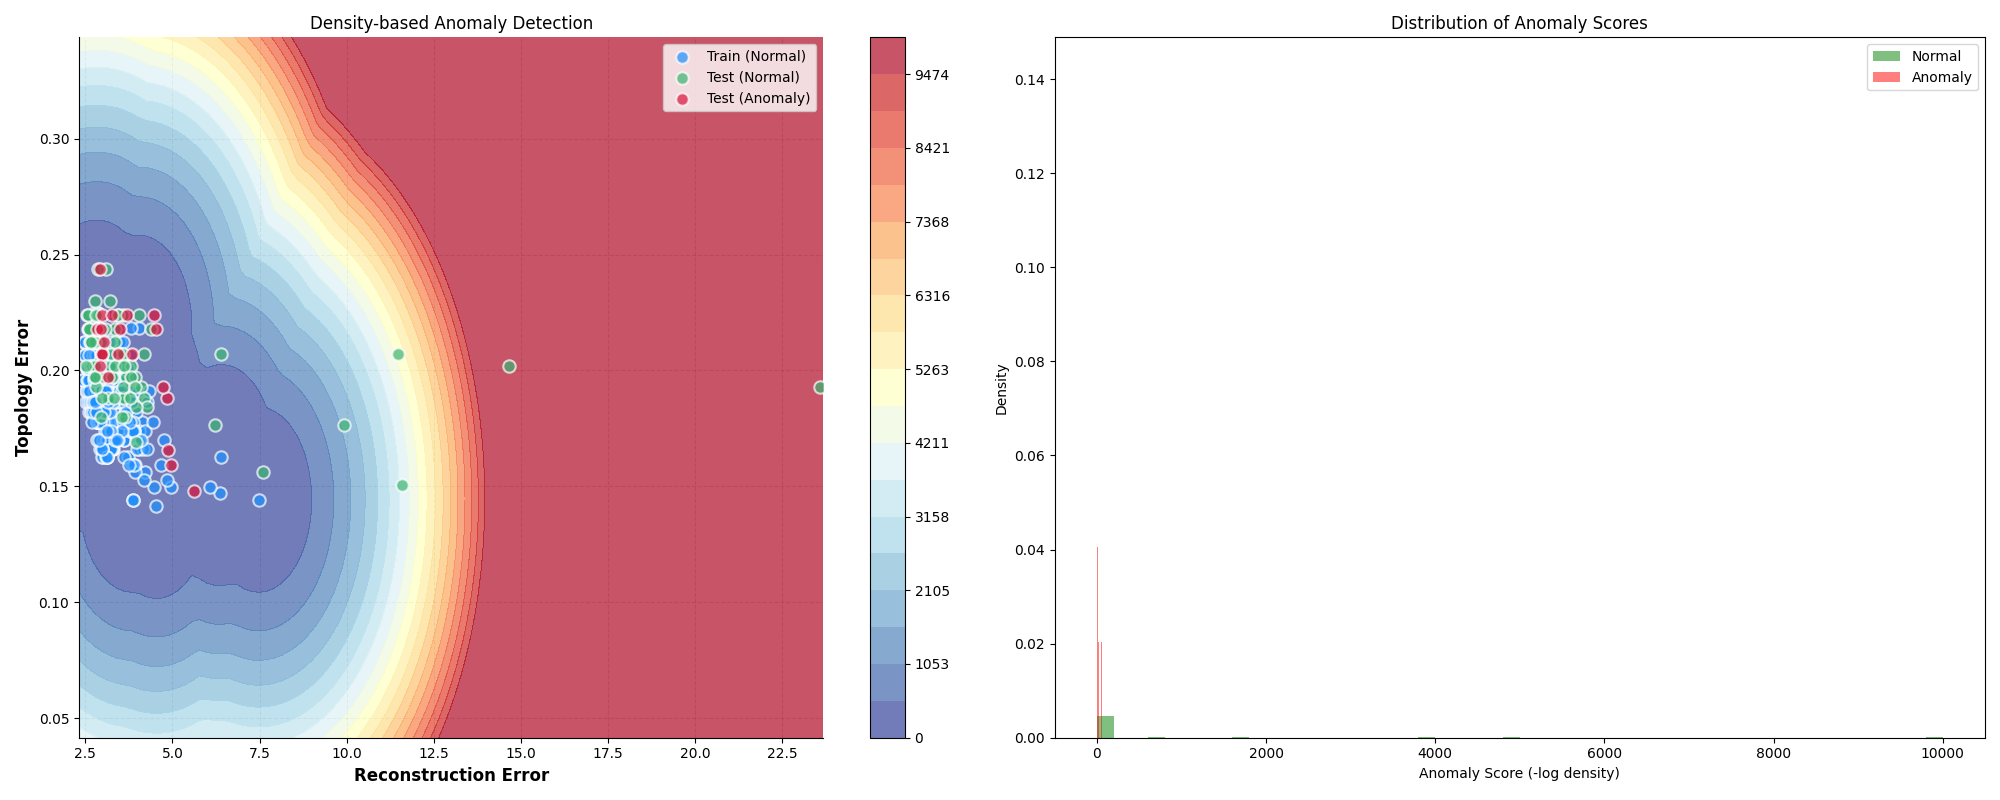 Density-based Anomaly Detection
Train (Normal)
Test (Normal)
Test (Anomaly)
0.30
0.25
0.20
0.15
0.10
0.05
Topology Error
2.5 5.0 7.5 10.0 12.5 15.0 17.5 20.0 22.5
Reconstruction Error
9474
8421
7368
6316
5263
4211
3158
2105
1053
0
Distribution of Anomaly Scores
Normal
Anomaly
0.14
0.12
0.10
0.08
0.06
0.04
0.02
0.00
Density
0 2000 4000 6000 8000 10000
Anomaly Score (-log density)